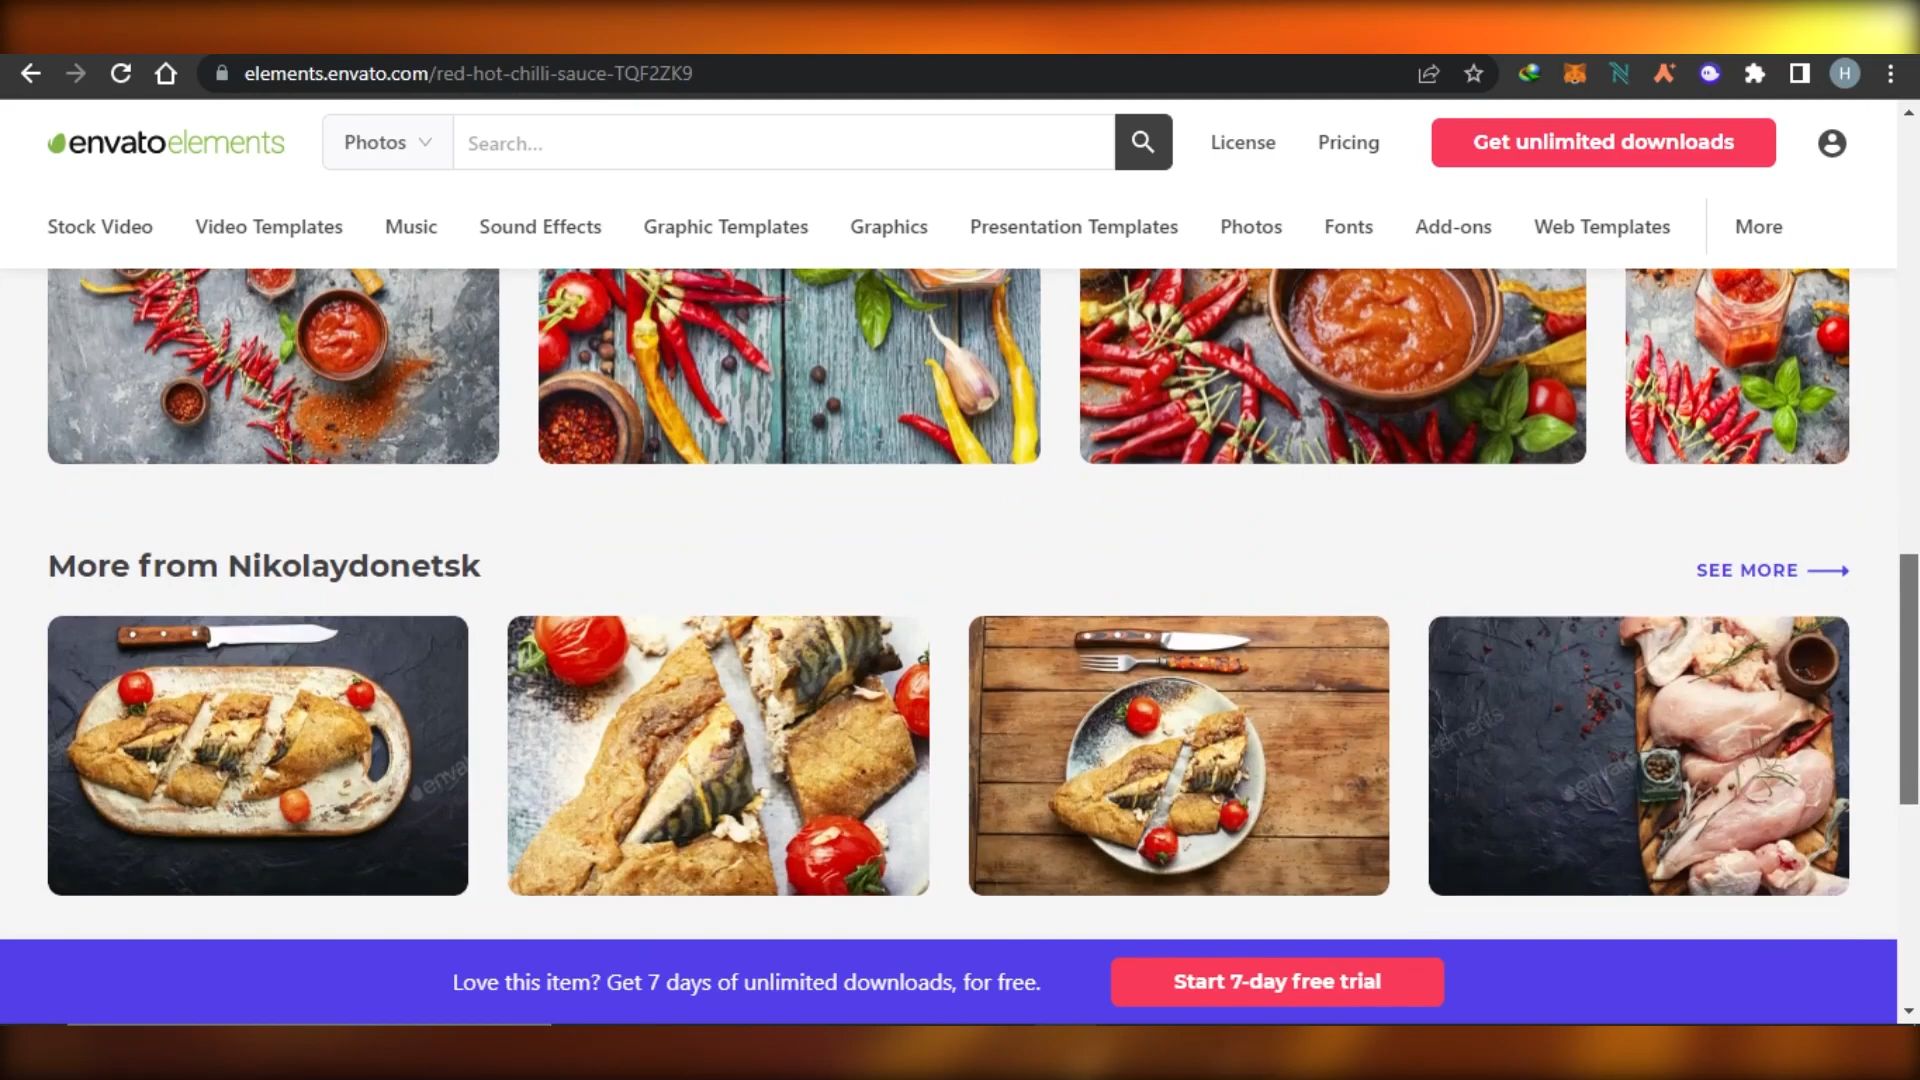 elements.envato.com/red-hot-chilli-sauce-TQF2ZK9
H
envatoelements
Photos
Search...
License
Pricing
Get unlimited downloads
Stock Video
Video Templates
Music
Sound Effects
Graphic Templates
Graphics
Presentation Templates
Photos
Fonts
Add-ons
Web Templates
More
More from Nikolaydonetsk
SEE MORE
Love this item? Get 7 days of unlimited downloads, for free.
Start 7-day free trial